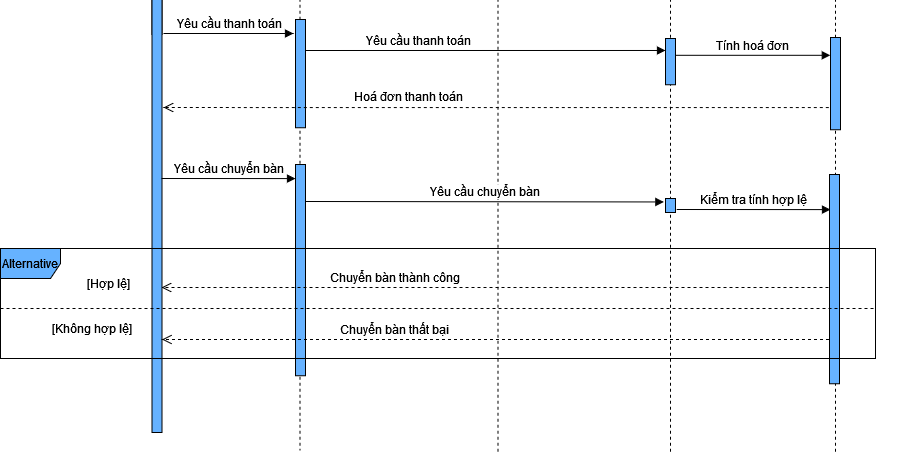 Yêu cầu thanh toán
Yêu cầu thanh toán
Tính hoá đơn
Hoá đơn thanh toán
Yêu cầu chuyển bàn
Yêu cầu chuyển bàn
Kiểm tra tính hợp lệ
Alternative
[Hợp lệ]
Chuyển bàn thành công
[Không hợp lệ]
Chuyển bàn thất bại